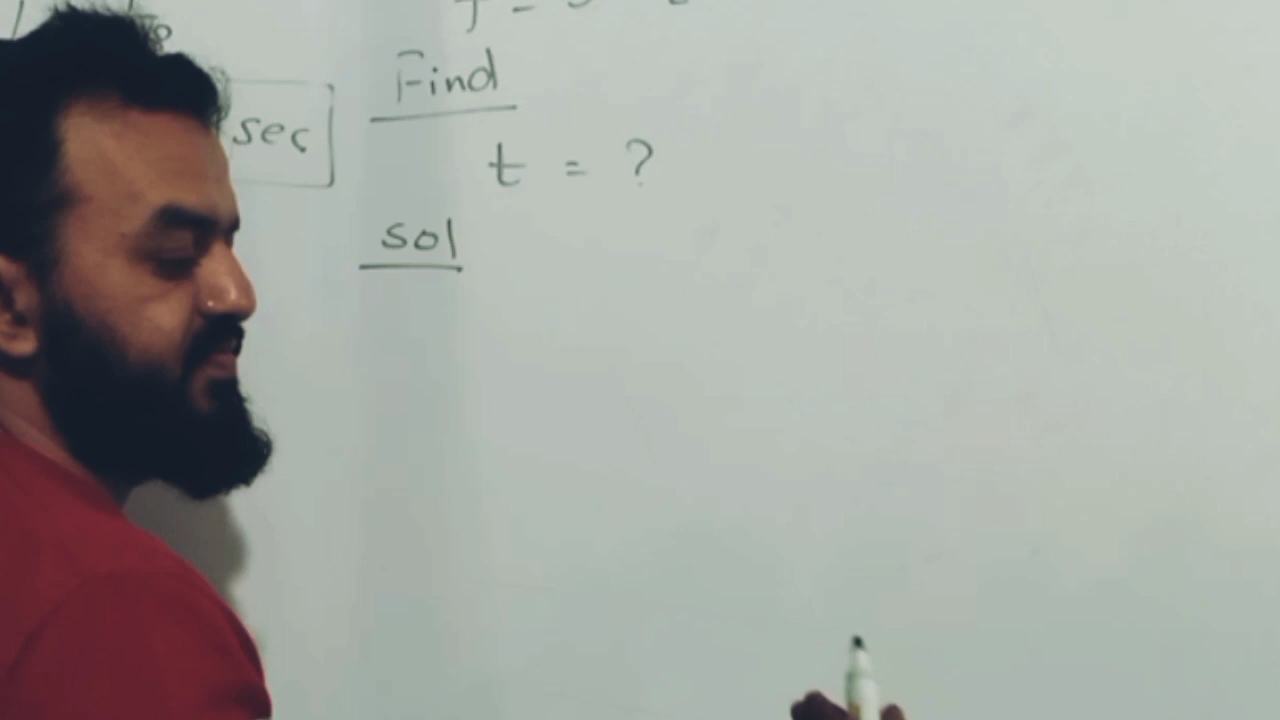 Find
sec
t = ?
sol